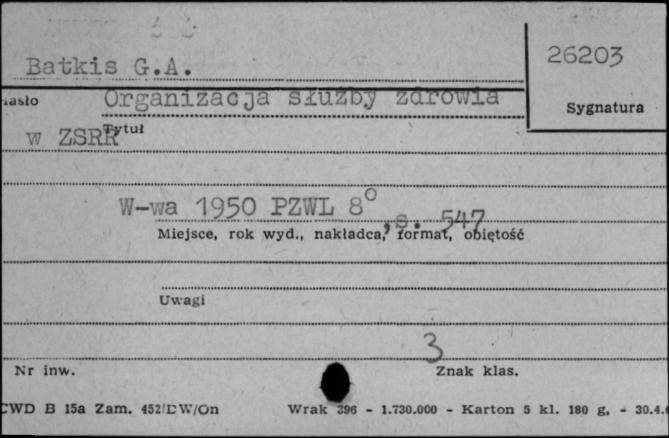 Batkis G.A.
26203
Organizacja służby zdrowia
Sygnatura
Tytuł
w ZSRR
W-wa 1950 PZWL 8°, s. 547
Miejsce, rok wyd., nakładca, format, objętość
Uwagi
3
Nr inw.
Znak klas.
CWD B 15a Zam. 452/DW/On Wrak 396 - 1.730.000 - Karton 5 kl. 180 g, - 30.4.